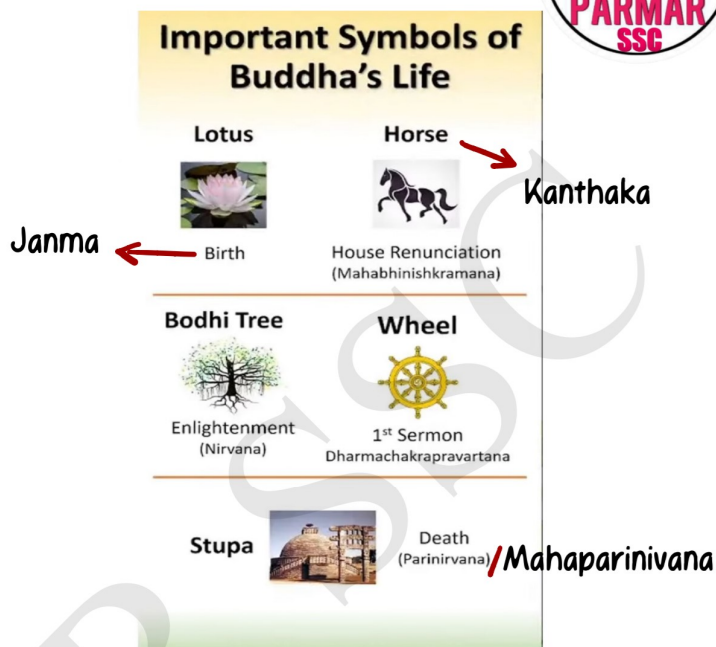 PARMAR
SSC
Important Symbols of
Buddha's Life
Lotus
Horse
Kanthaka
Janma
Birth
House Renunciation
(Mahabhinishkramana)
Bodhi Tree
Wheel
Enlightenment
(Nirvana)
1st Sermon
Dharmachakrapravartana
Stupa
Death
(Parinirvana)/Mahaparinivana
SSC